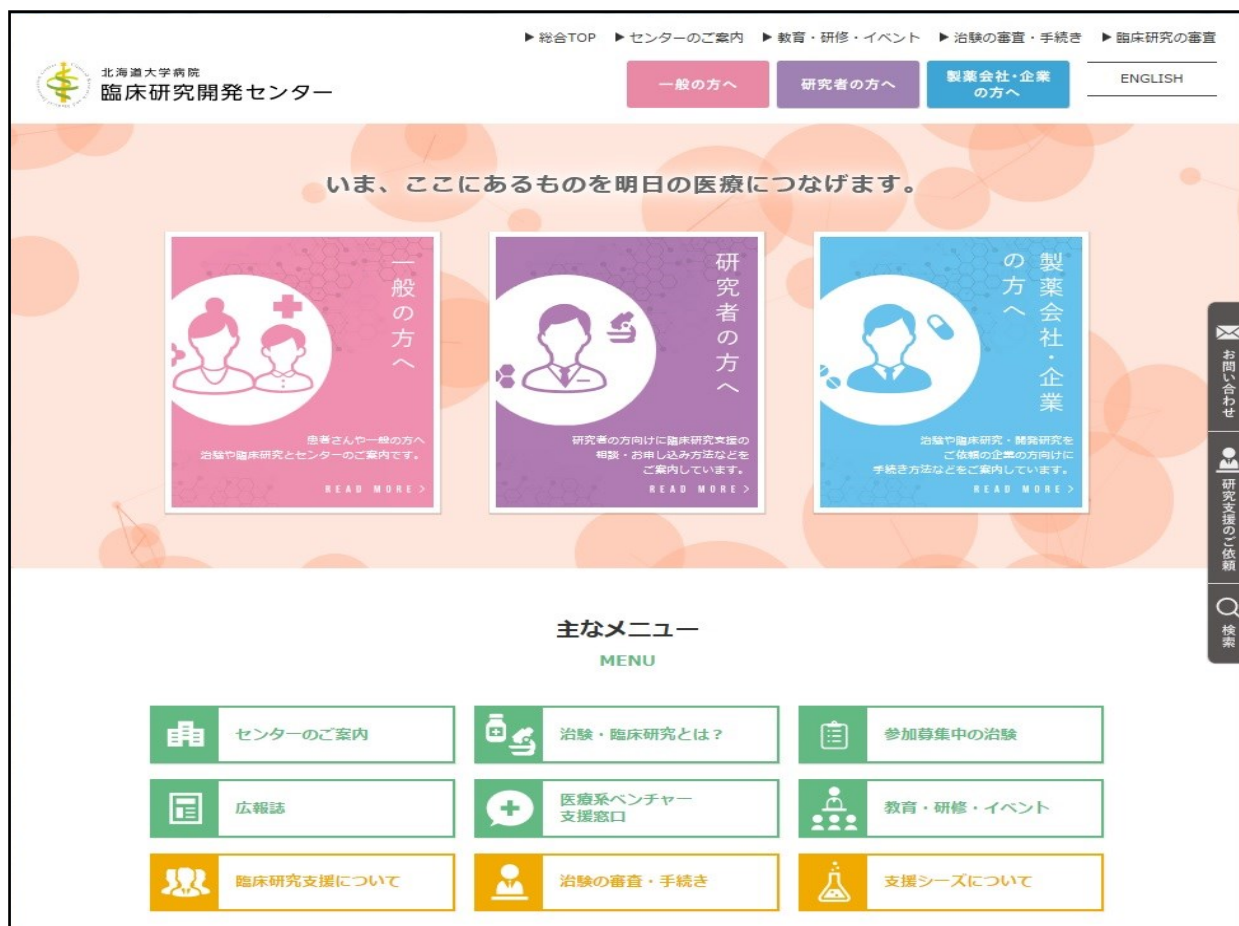 ▶総合TOP ▶センターのご案内 ▶教育・研修・イベント ▶治験の審査・手続き ▶臨床研究の審査
北海道大学病院
臨床研究開発センター
一般の方へ
研究者の方へ
製薬会社・企業
の方へ
ENGLISH
いま、ここにあるものを明日の医療につなげます。
一般の方へ
患者さんや一般の方へ
治験や臨床研究とセンターのご案内です。
READ MORE >
研究者の方へ
研究者の方向けに臨床研究支援の
相談・お申し込み方法などを
ご案内しています。
READ MORE >
製薬会社・企業
の方へ
治験や臨床研究・開発研究を
ご依頼の企業の方向けに
手続き方法などをご案内しています。
READ MORE >
お問い合わせ
研究支援のご依頼
検索
主なメニュー
MENU
センターのご案内
治験・臨床研究とは？
参加募集中の治験
広報誌
医療系ベンチャー
支援窓口
教育・研修・イベント
臨床研究支援について
治験の審査・手続き
支援シーズについて